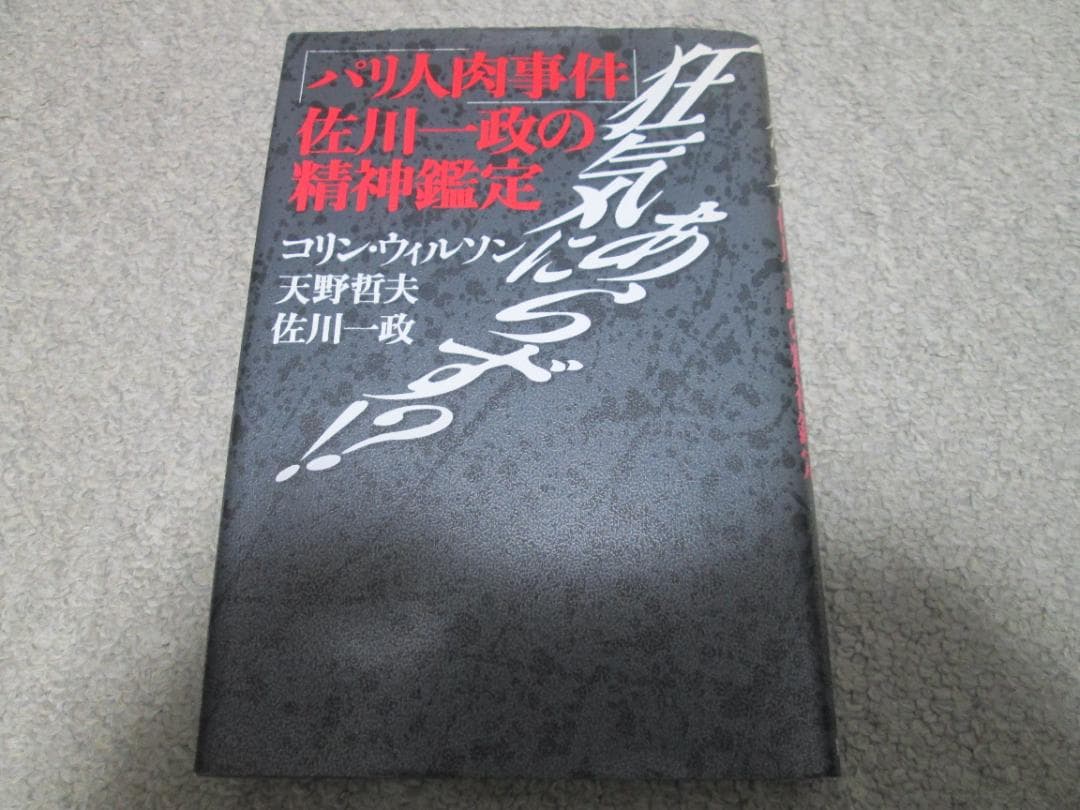 狂気にあらず!?
「パリ人肉事件」
佐川一政の
精神鑑定
コリン・ウィルソン
天野哲夫
佐川一政